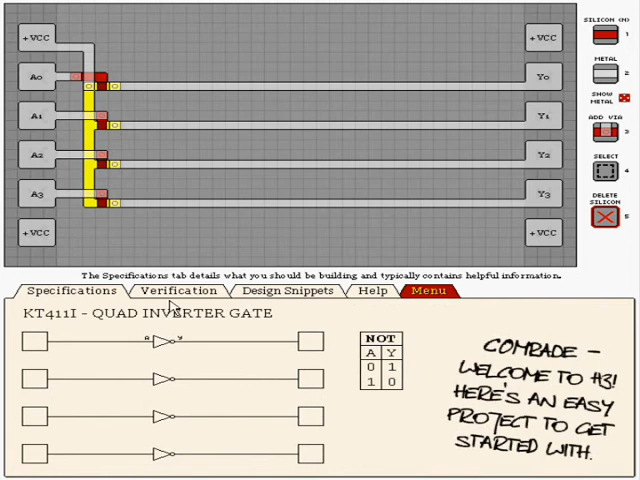 +VCC
+VCC
SILICON (N)
1
A0
Y0
METAL
2
SHOW
METAL
A1
Y1
ADD VIA
3
A2
Y2
SELECT
4
A3
Y3
DELETE
SILICON
5
+VCC
+VCC
The Specifications tab details what you should be building and typically contains helpful information.
Specifications
Verification
Design Snippets
Help
Menu
KT411I - QUAD INVERTER GATE
A
Y
NOT
A Y
0 1
1 0
COMRADE –
WELCOME TO H3!
HERE'S AN EASY
PROJECT TO GET
STARTED WITH.